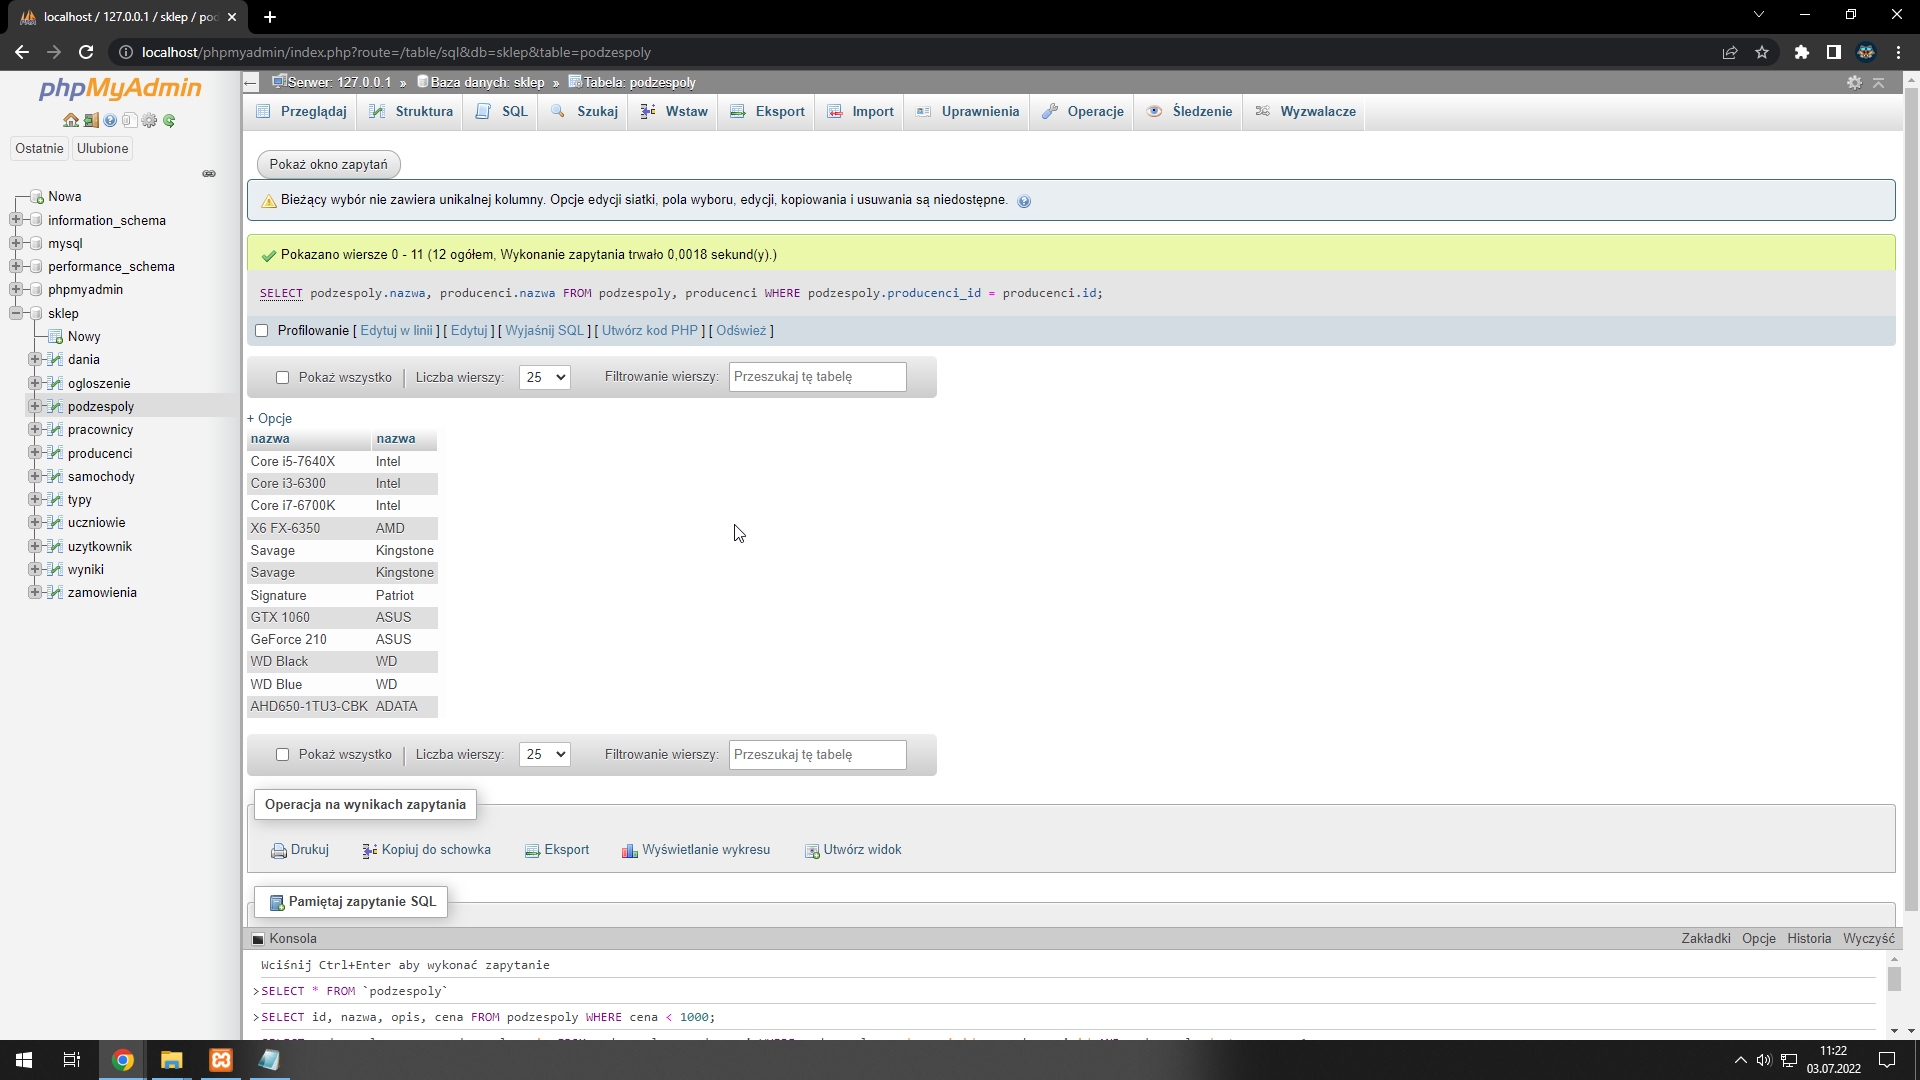 localhost / 127.0.0.1 / sklep / pod
localhost/phpmyadmin/index.php?route=/table/sql&db=sklep&table=podzespoly
phpMyAdmin
Ostatnie Ulubione
Nowa
information_schema
mysql
performance_schema
phpmyadmin
sklep
Nowy
dania
ogloszenie
podzespoly
pracownicy
producenci
samochody
typy
uczniowie
uzytkownik
wyniki
zamowienia
Serwer: 127.0.0.1 » Baza danych: sklep » Tabela: podzespoly
Przeglądaj Struktura SQL Szukaj Wstaw Eksport Import Uprawnienia Operacje Śledzenie Wyzwalacze
Pokaż okno zapytań
Bieżący wybór nie zawiera unikalnej kolumny. Opcje edycji siatki, pola wyboru, edycji, kopiowania i usuwania są niedostępne.
Pokazano wiersze 0 - 11 (12 ogółem, Wykonanie zapytania trwało 0,0018 sekund(y).)
SELECT podzespoly.nazwa, producenci.nazwa FROM podzespoly, producenci WHERE podzespoly.producenci_id = producenci.id;
Profilowanie [ Edytuj w linii ] [ Edytuj ] [ Wyjaśnij SQL ] [ Utwórz kod PHP ] [ Odśwież ]
Pokaż wszystko | Liczba wierszy: 25 Filtrowanie wierszy: Przeszukaj tę tabelę
+ Opcje
nazwa nazwa
Core i5-7640X Intel
Core i3-6300 Intel
Core i7-6700K Intel
X6 FX-6350 AMD
Savage Kingstone
Savage Kingstone
Signature Patriot
GTX 1060 ASUS
GeForce 210 ASUS
WD Black WD
WD Blue WD
AHD650-1TU3-CBK ADATA
Pokaż wszystko | Liczba wierszy: 25 Filtrowanie wierszy: Przeszukaj tę tabelę
Operacja na wynikach zapytania
Drukuj Kopiuj do schowka Eksport Wyświetlanie wykresu Utwórz widok
Pamiętaj zapytanie SQL
Konsola Zakładki Opcje Historia Wyczyść
Wciśnij Ctrl+Enter aby wykonać zapytanie
>SELECT * FROM `podzespoly`
>SELECT id, nazwa, opis, cena FROM podzespoly WHERE cena < 1000;
11:22
03.07.2022